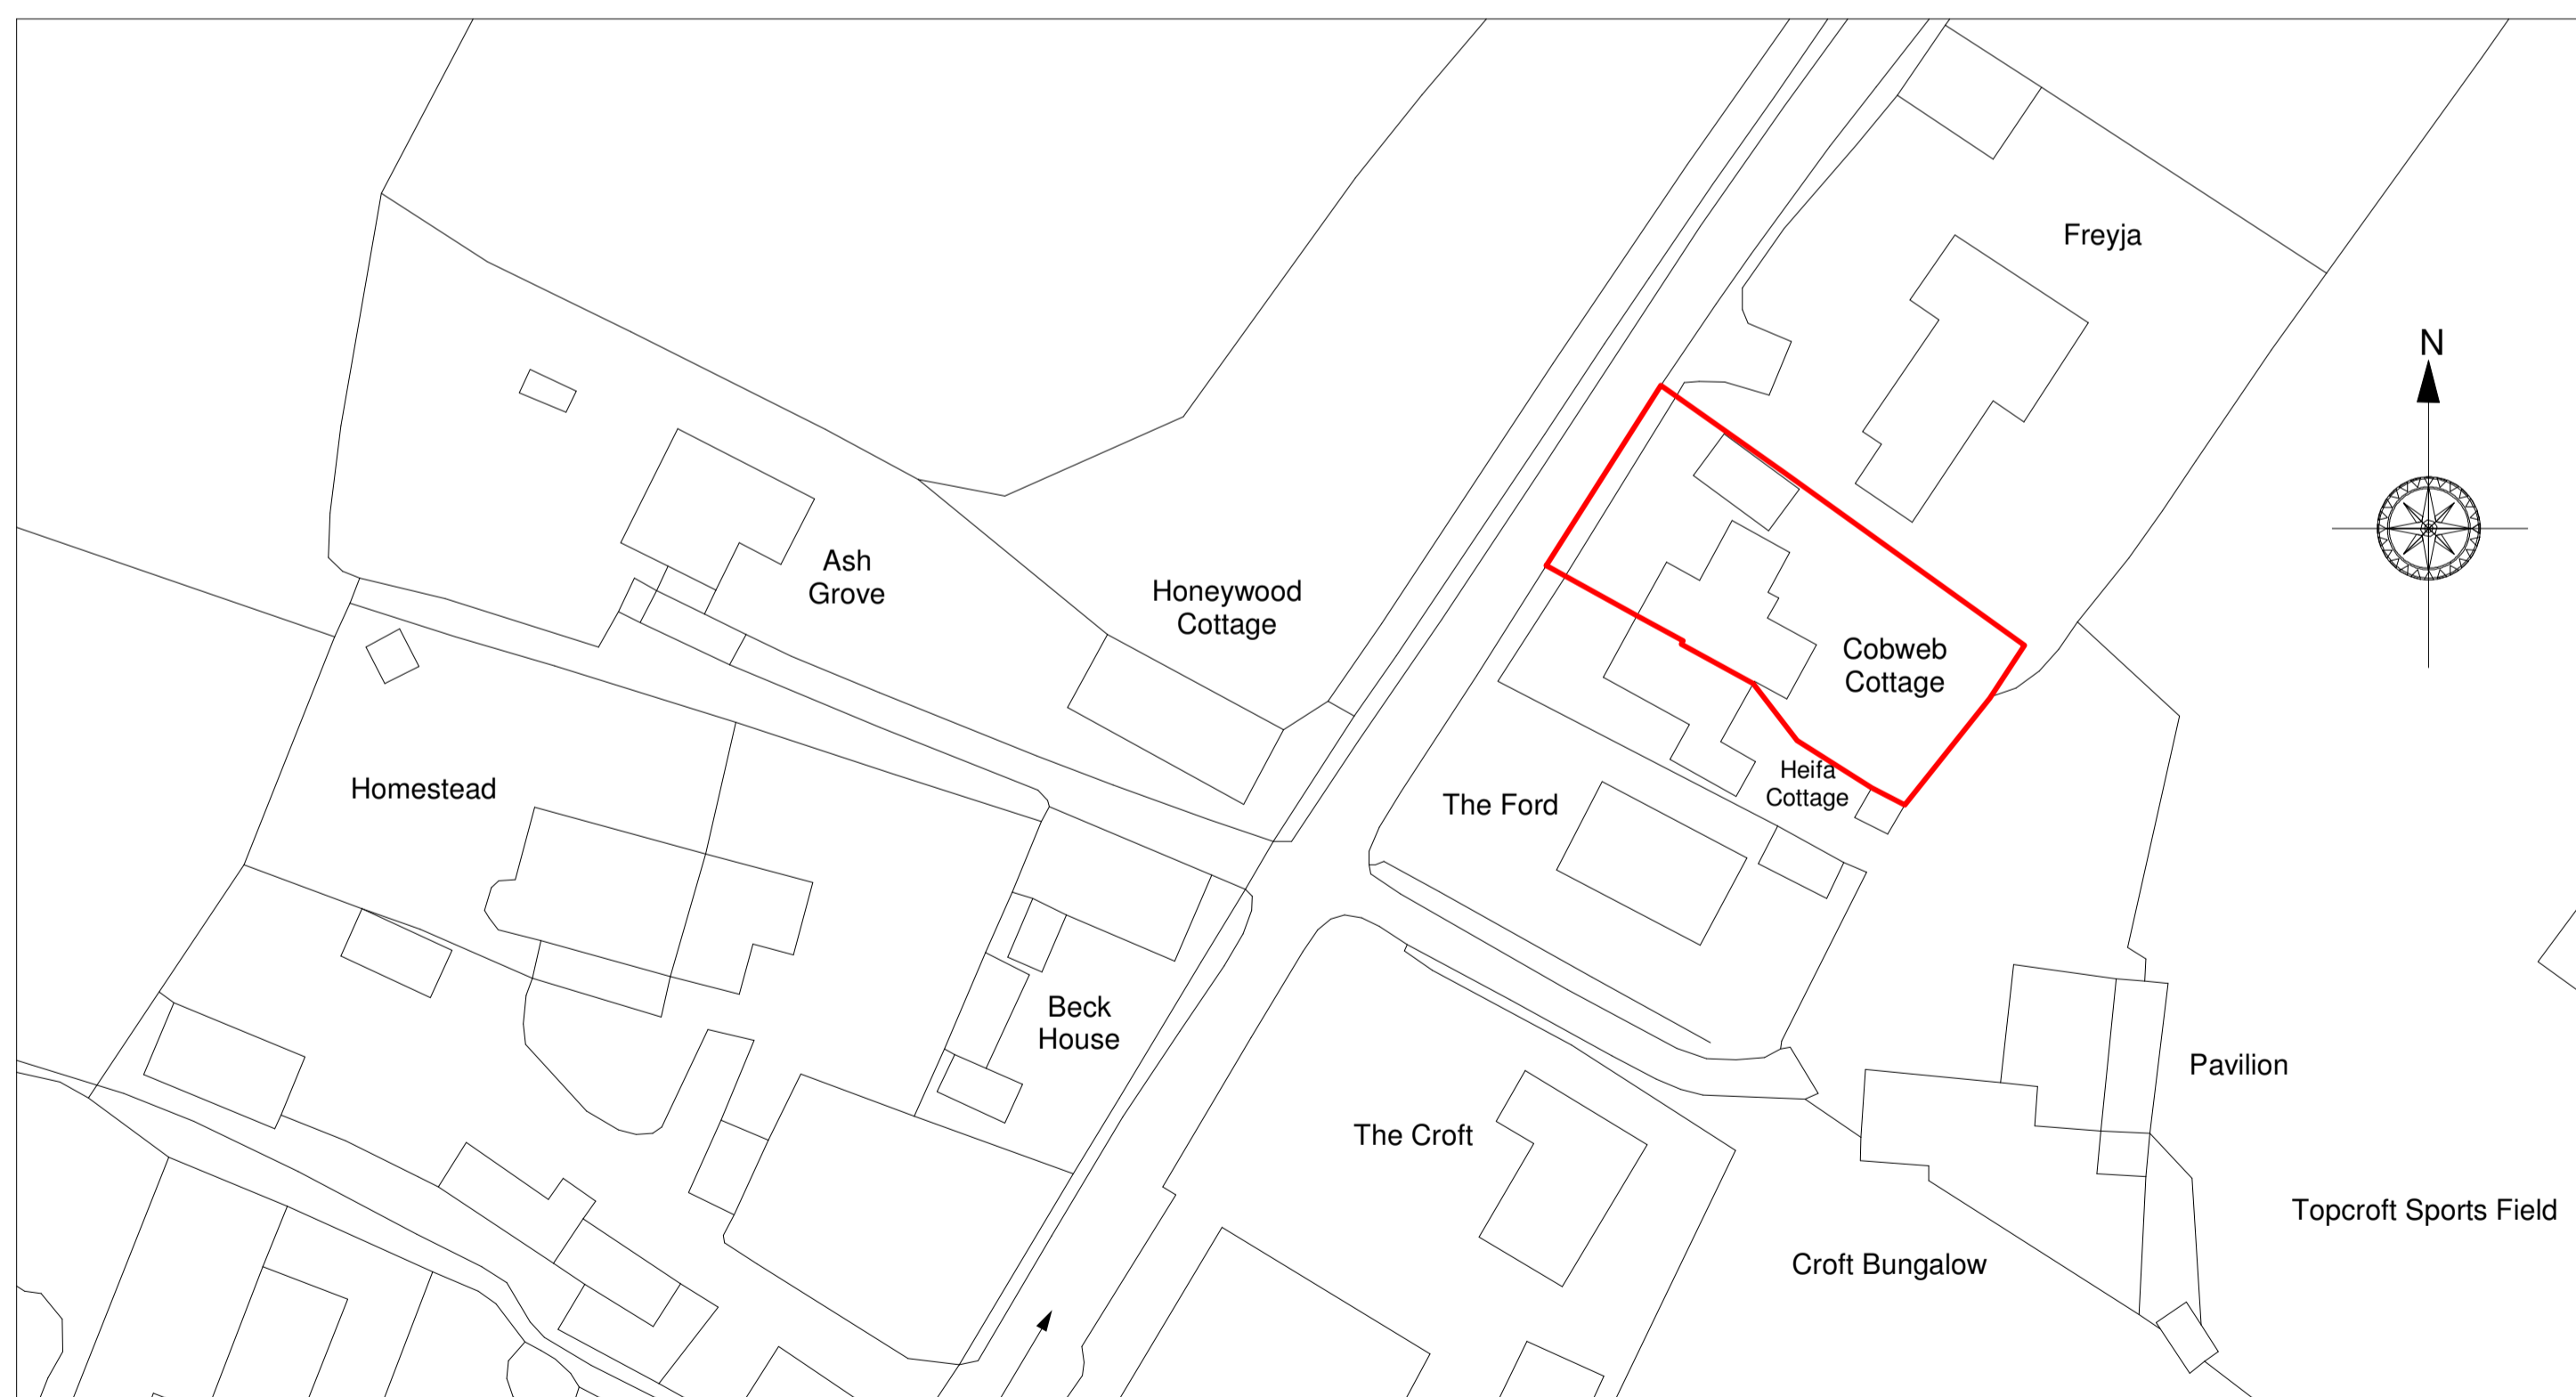 Freyja
N
Ash
Grove
Honeywood
Cottage
Cobweb
Cottage
Homestead
The Ford
Heifa
Cottage
Beck
House
Pavilion
The Croft
Topcroft Sports Field
Croft Bungalow